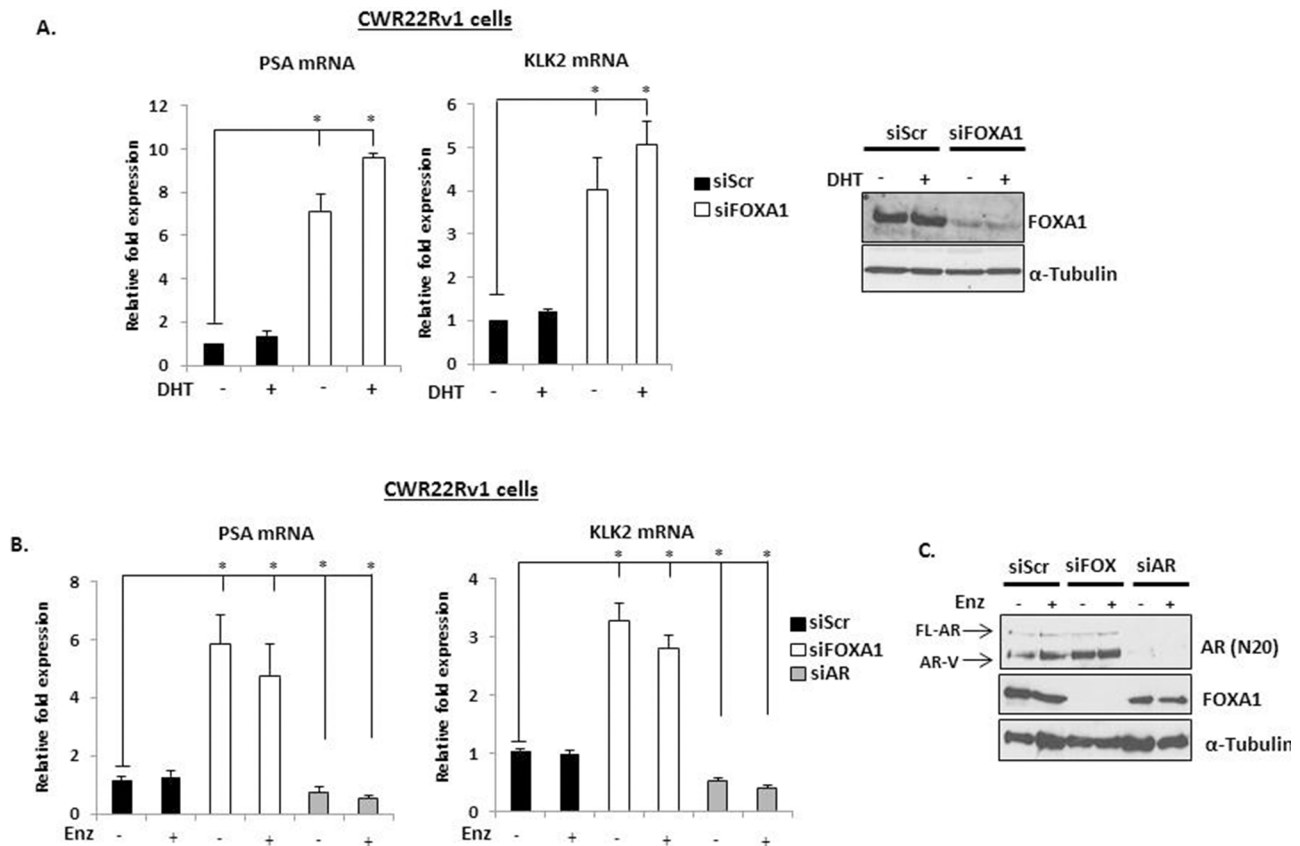 A.
CWR22Rv1 cells
PSA mRNA
* *
Relative fold expression
12
10
8
6
4
2
0
DHT - + - +
KLK2 mRNA
* *
Relative fold expression
6
5
4
3
2
1
0
DHT - + - +
siScr
siFOXA1
siScr siFOXA1
DHT - + - +
FOXA1
α-Tubulin
CWR22Rv1 cells
B.
PSA mRNA
* * * *
Relative fold expression
8
6
4
2
0
Enz - + - + - +
KLK2 mRNA
* * * *
Relative fold expression
4
3
2
1
0
- + - + - +
siScr
siFOXA1
siAR
C.
siScr siFOX siAR
Enz - + - + - +
FL-AR
AR-V
AR (N20)
FOXA1
α-Tubulin